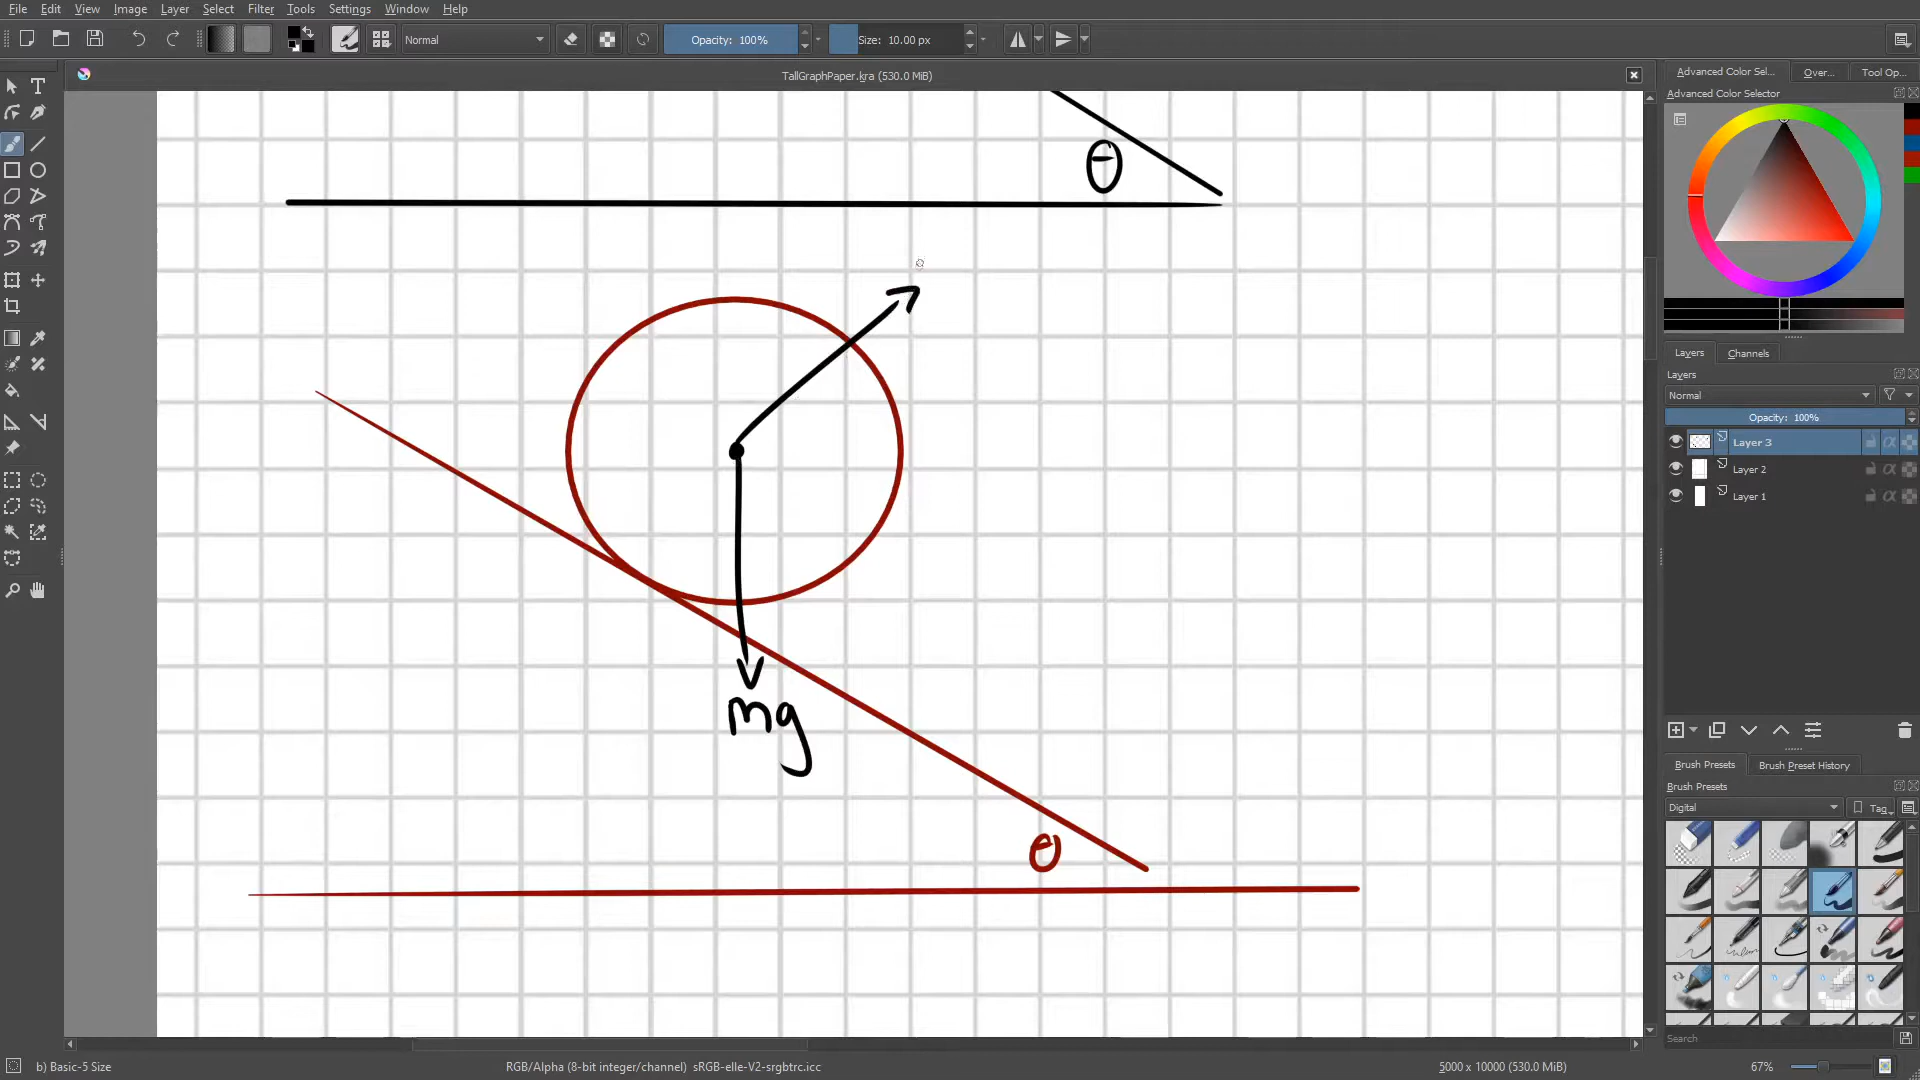 File Edit View Image Layer Select Filter Tools Settings Window Help
Normal Opacity: 100% Size: 10.00 px
TallGraphPaper.kra (530.0 MiB)
Advanced Color Sel... Over... Tool Op...
Advanced Color Selector
θ
mg
θ
Layers Channels
Layers
Normal
Opacity: 100%
Layer 3
Layer 2
Layer 1
Brush Presets Brush Preset History
Brush Presets
Digital Tag
Search
b) Basic-5 Size RGB/Alpha (8-bit integer/channel) sRGB-elle-V2-srgbtrc.icc 5000 x 10000 (530.0 MiB) 67%